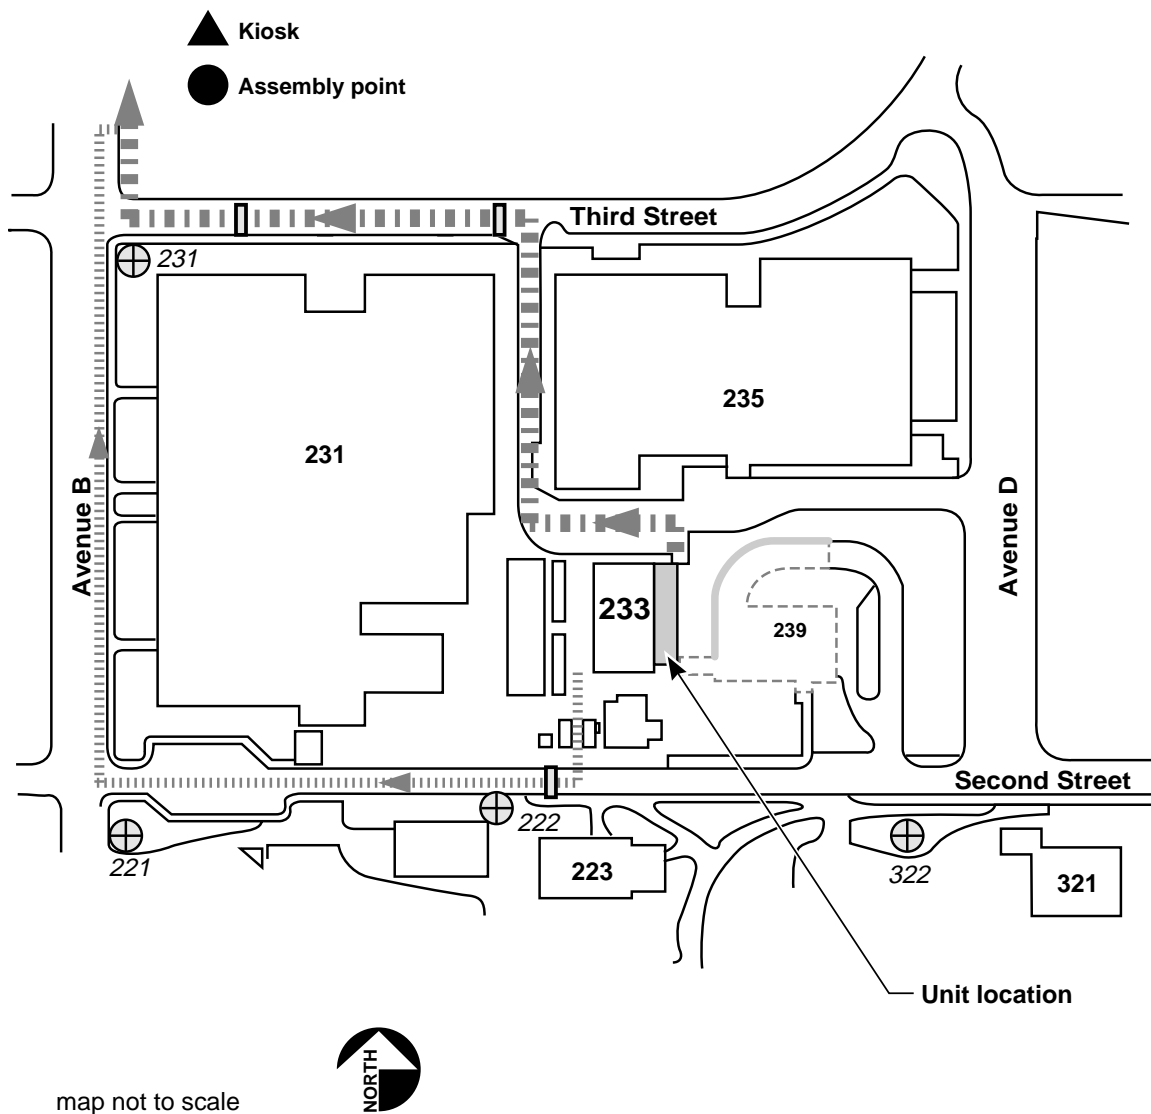 Kiosk
Assembly point
Third Street
231
235
231
Avenue B
Avenue D
233
239
Second Street
222
221
223
322
321
Unit location
NORTH
map not to scale